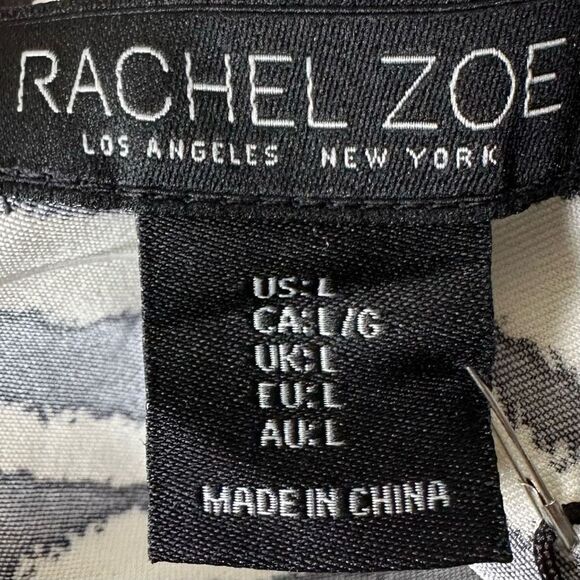 RACHEL ZOE
LOS ANGELES NEW YORK
US: L
CA: L/G
UK: L
EU: L
AU: L
MADE IN CHINA